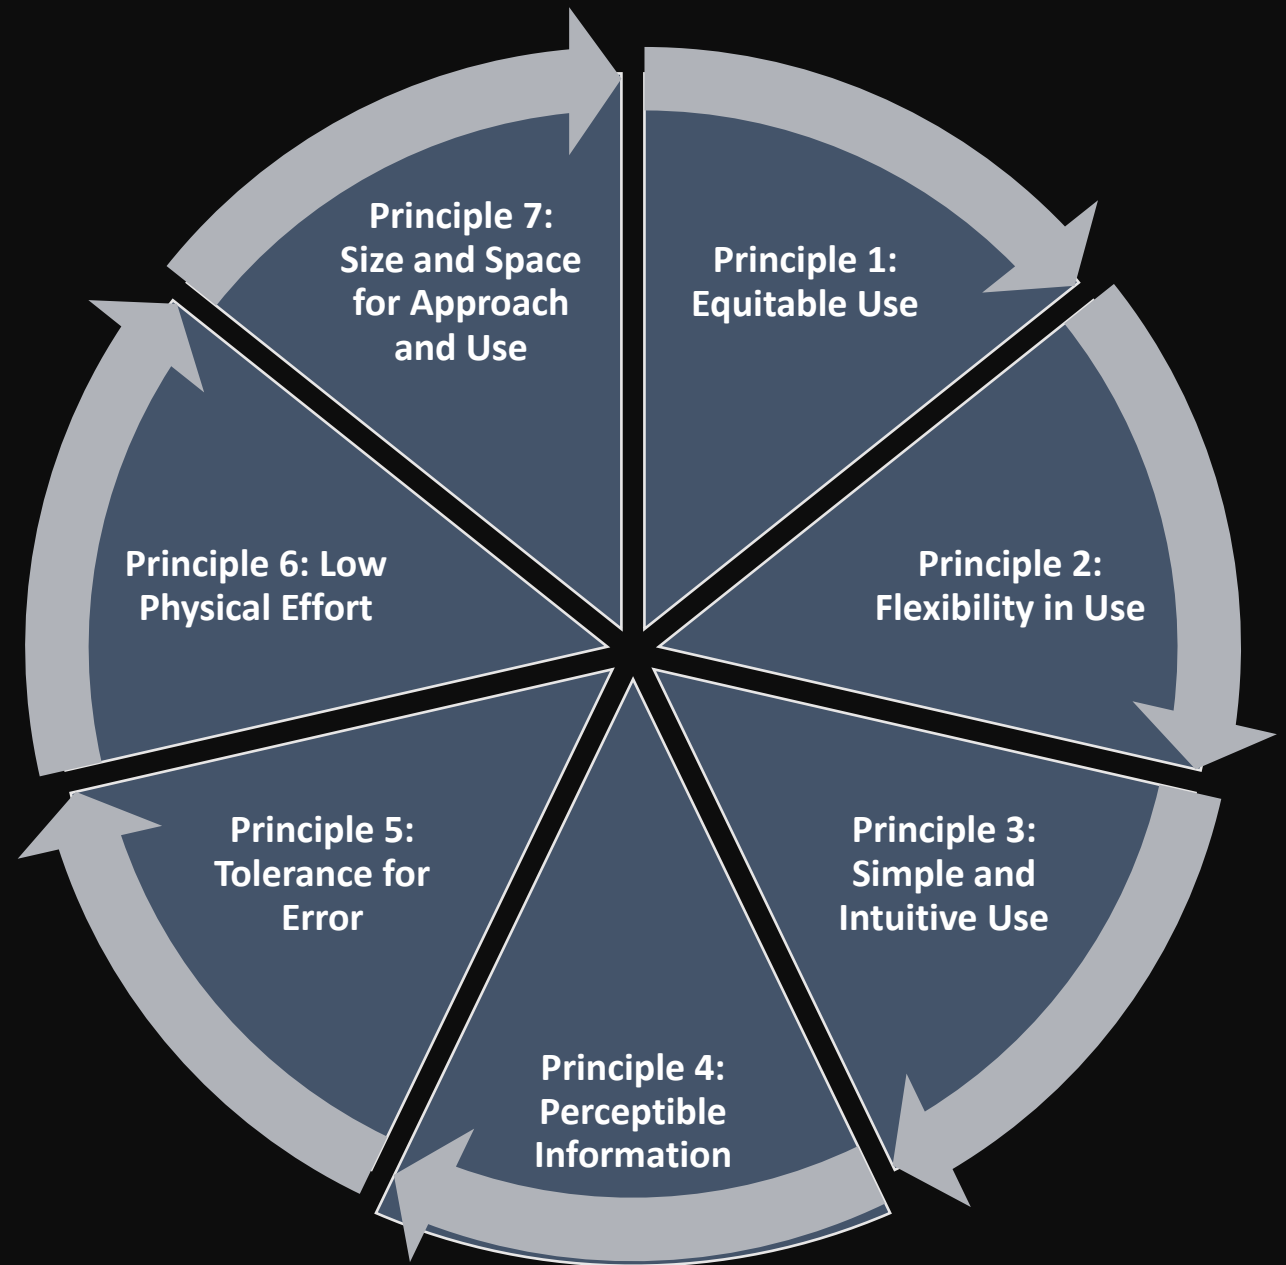 Principle 1:
Equitable Use
Principle 2:
Flexibility in Use
Principle 3:
Simple and
Intuitive Use
Principle 4:
Perceptible
Information
Principle 5:
Tolerance for
Error
Principle 6: Low
Physical Effort
Principle 7:
Size and Space
for Approach
and Use